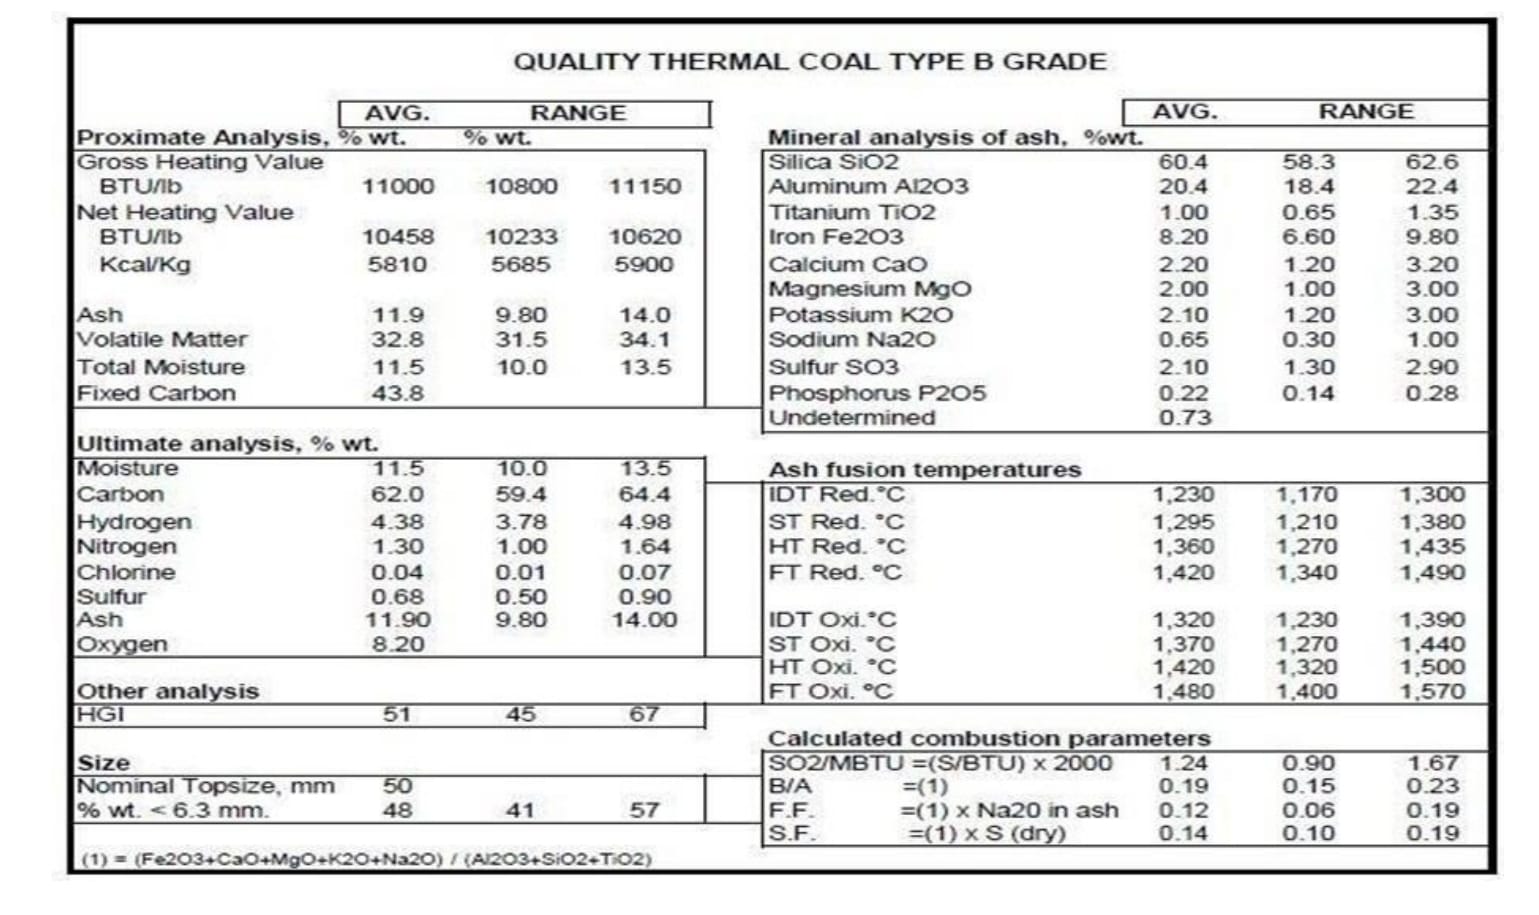 QUALITY THERMAL COAL TYPE B GRADE
AVG. RANGE
Proximate Analysis, % wt. % wt.
Gross Heating Value
BTU/lb 11000 10800 11150
Net Heating Value
BTU/lb 10458 10233 10620
Kcal/Kg 5810 5685 5900
Ash 11.9 9.80 14.0
Volatile Matter 32.8 31.5 34.1
Total Moisture 11.5 10.0 13.5
Fixed Carbon 43.8
Ultimate analysis, % wt.
Moisture 11.5 10.0 13.5
Carbon 62.0 59.4 64.4
Hydrogen 4.38 3.78 4.98
Nitrogen 1.30 1.00 1.64
Chlorine 0.04 0.01 0.07
Sulfur 0.68 0.50 0.90
Ash 11.90 9.80 14.00
Oxygen 8.20
Other analysis
HGI 51 45 67
Size
Nominal Topsize, mm 50
% wt. < 6.3 mm. 48 41 57
(1) = (Fe2O3+CaO+MgO+K2O+Na2O) / (Al2O3+SiO2+TiO2)
AVG. RANGE
Mineral analysis of ash, %wt.
Silica SiO2 60.4 58.3 62.6
Aluminum Al2O3 20.4 18.4 22.4
Titanium TiO2 1.00 0.65 1.35
Iron Fe2O3 8.20 6.60 9.80
Calcium CaO 2.20 1.20 3.20
Magnesium MgO 2.00 1.00 3.00
Potassium K2O 2.10 1.20 3.00
Sodium Na2O 0.65 0.30 1.00
Sulfur SO3 2.10 1.30 2.90
Phosphorus P2O5 0.22 0.14 0.28
Undetermined 0.73
Ash fusion temperatures
IDT Red.°C 1,230 1,170 1,300
ST Red. °C 1,295 1,210 1,380
HT Red. °C 1,360 1,270 1,435
FT Red. °C 1,420 1,340 1,490
IDT Oxi.°C 1,320 1,230 1,390
ST Oxi. °C 1,370 1,270 1,440
HT Oxi. °C 1,420 1,320 1,500
FT Oxi. °C 1,480 1,400 1,570
Calculated combustion parameters
SO2/MBTU =(S/BTU) x 2000 1.24 0.90 1.67
B/A =(1) 0.19 0.15 0.23
F.F. =(1) x Na20 in ash 0.12 0.06 0.19
S.F. =(1) x S (dry) 0.14 0.10 0.19